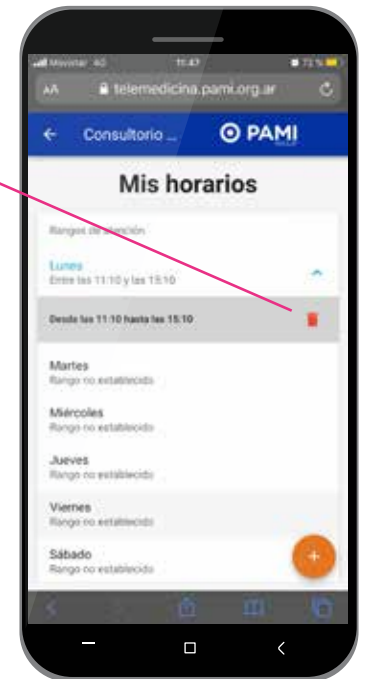 Movistar 4G 11:47 73 %
AA telemedicina.pami.org.ar
Consultorio ... PAMI
Mis horarios
Rangos de atención
Lunes
Entre las 11:10 y las 15:10
Desde las 11:10 hasta las 15:10
Martes
Rango no establecido
Miércoles
Rango no establecido
Jueves
Rango no establecido
Viernes
Rango no establecido
Sábado
Rango no establecido